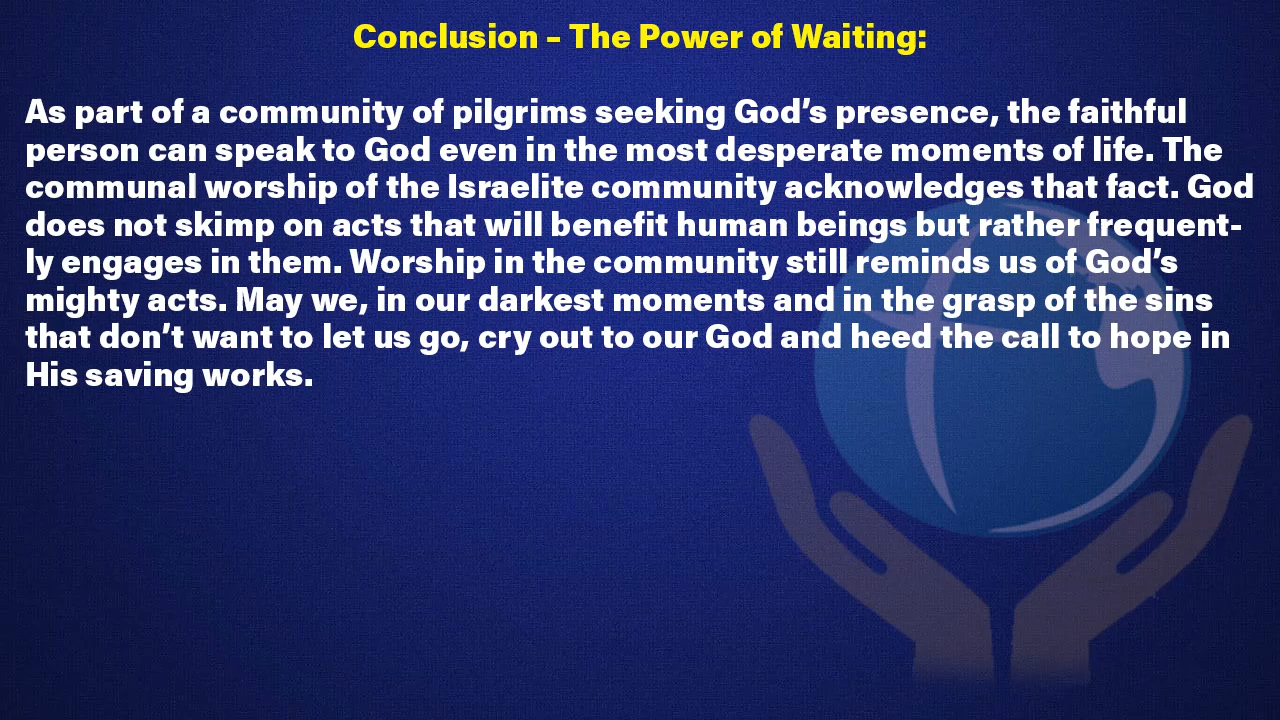 Conclusion – The Power of Waiting:
As part of a community of pilgrims seeking God’s presence, the faithful
person can speak to God even in the most desperate moments of life. The
communal worship of the Israelite community acknowledges that fact. God
does not skimp on acts that will benefit human beings but rather frequent-
ly engages in them. Worship in the community still reminds us of God’s
mighty acts. May we, in our darkest moments and in the grasp of the sins
that don’t want to let us go, cry out to our God and heed the call to hope in
His saving works.